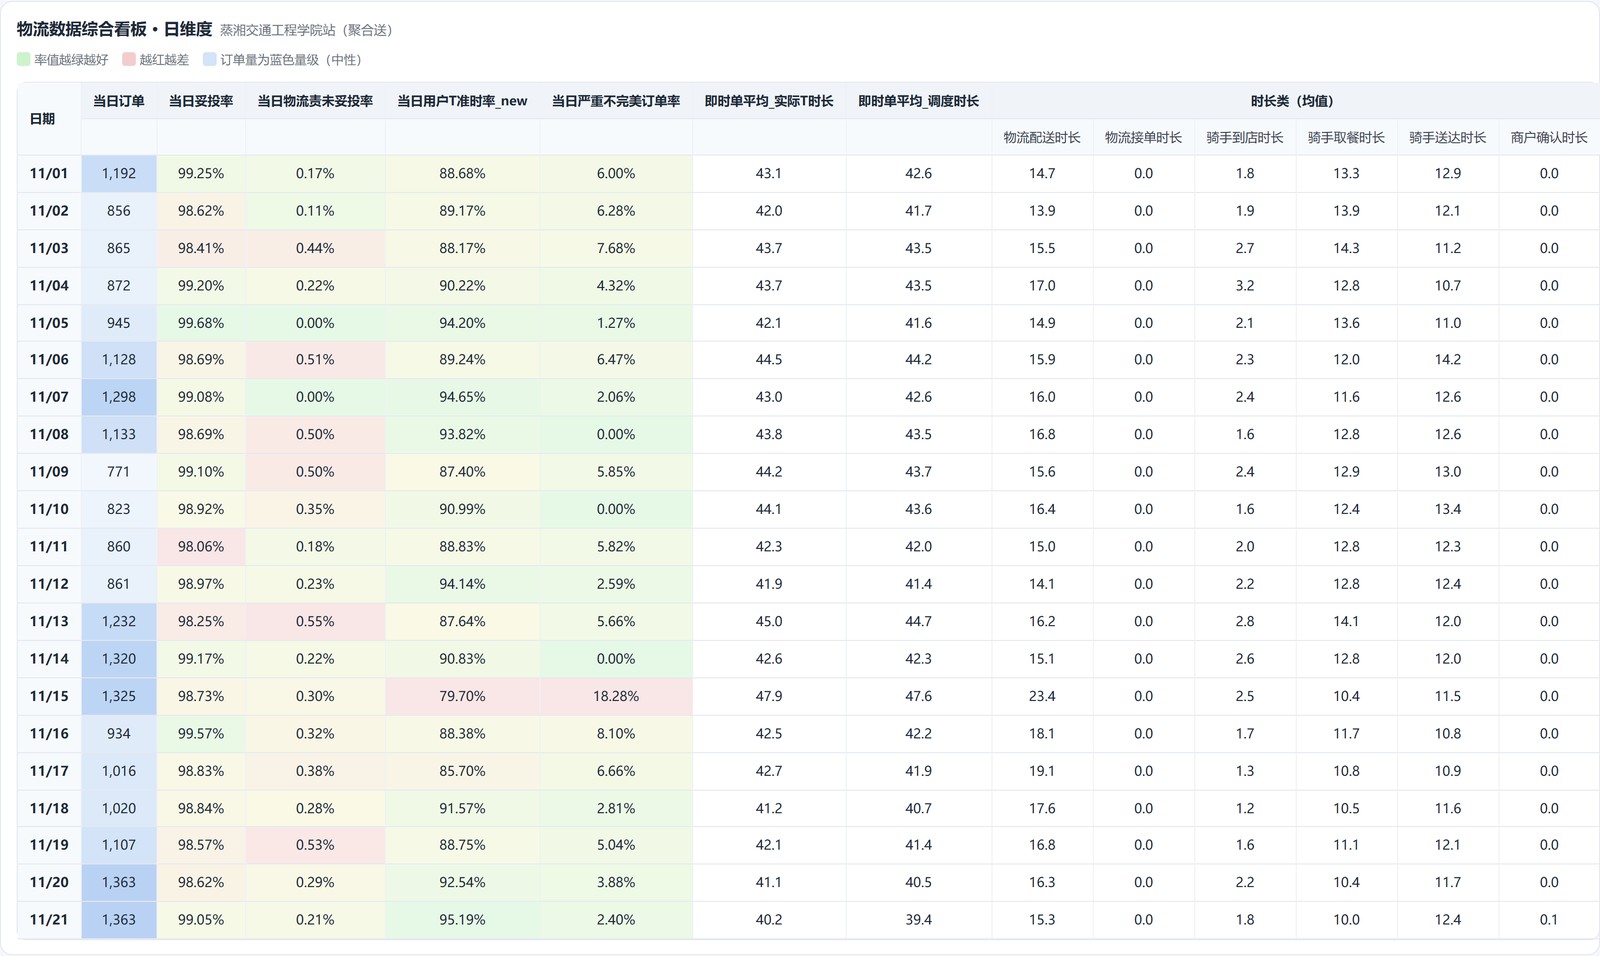 物流数据综合看板 • 日维度 蒸湘交通工程学院站（聚合送）
率值越绿越好 越红越差 订单量为蓝色量级（中性）
日期 当日订单 当日妥投率 当日物流责未妥投率 当日用户T准时率_new 当日严重不完美订单率 即时单平均_实际T时长 即时单平均_调度时长 时长类（均值）
物流配送时长 物流接单时长 骑手到店时长 骑手取餐时长 骑手送达时长 商户确认时长
11/01 1,192 99.25% 0.17% 88.68% 6.00% 43.1 42.6 14.7 0.0 1.8 13.3 12.9 0.0
11/02 856 98.62% 0.11% 89.17% 6.28% 42.0 41.7 13.9 0.0 1.9 13.9 12.1 0.0
11/03 865 98.41% 0.44% 88.17% 7.68% 43.7 43.5 15.5 0.0 2.7 14.3 11.2 0.0
11/04 872 99.20% 0.22% 90.22% 4.32% 43.7 43.5 17.0 0.0 3.2 12.8 10.7 0.0
11/05 945 99.68% 0.00% 94.20% 1.27% 42.1 41.6 14.9 0.0 2.1 13.6 11.0 0.0
11/06 1,128 98.69% 0.51% 89.24% 6.47% 44.5 44.2 15.9 0.0 2.3 12.0 14.2 0.0
11/07 1,298 99.08% 0.00% 94.65% 2.06% 43.0 42.6 16.0 0.0 2.4 11.6 12.6 0.0
11/08 1,133 98.69% 0.50% 93.82% 0.00% 43.8 43.5 16.8 0.0 1.6 12.8 12.6 0.0
11/09 771 99.10% 0.50% 87.40% 5.85% 44.2 43.7 15.6 0.0 2.4 12.9 13.0 0.0
11/10 823 98.92% 0.35% 90.99% 0.00% 44.1 43.6 16.4 0.0 1.6 12.4 13.4 0.0
11/11 860 98.06% 0.18% 88.83% 5.82% 42.3 42.0 15.0 0.0 2.0 12.8 12.3 0.0
11/12 861 98.97% 0.23% 94.14% 2.59% 41.9 41.4 14.1 0.0 2.2 12.8 12.4 0.0
11/13 1,232 98.25% 0.55% 87.64% 5.66% 45.0 44.7 16.2 0.0 2.8 14.1 12.0 0.0
11/14 1,320 99.17% 0.22% 90.83% 0.00% 42.6 42.3 15.1 0.0 2.6 12.8 12.0 0.0
11/15 1,325 98.73% 0.30% 79.70% 18.28% 47.9 47.6 23.4 0.0 2.5 10.4 11.5 0.0
11/16 934 99.57% 0.32% 88.38% 8.10% 42.5 42.2 18.1 0.0 1.7 11.7 10.8 0.0
11/17 1,016 98.83% 0.38% 85.70% 6.66% 42.7 41.9 19.1 0.0 1.3 10.8 10.9 0.0
11/18 1,020 98.84% 0.28% 91.57% 2.81% 41.2 40.7 17.6 0.0 1.2 10.5 11.6 0.0
11/19 1,107 98.57% 0.53% 88.75% 5.04% 42.1 41.4 16.8 0.0 1.6 11.1 12.1 0.0
11/20 1,363 98.62% 0.29% 92.54% 3.88% 41.1 40.5 16.3 0.0 2.2 10.4 11.7 0.0
11/21 1,363 99.05% 0.21% 95.19% 2.40% 40.2 39.4 15.3 0.0 1.8 10.0 12.4 0.1